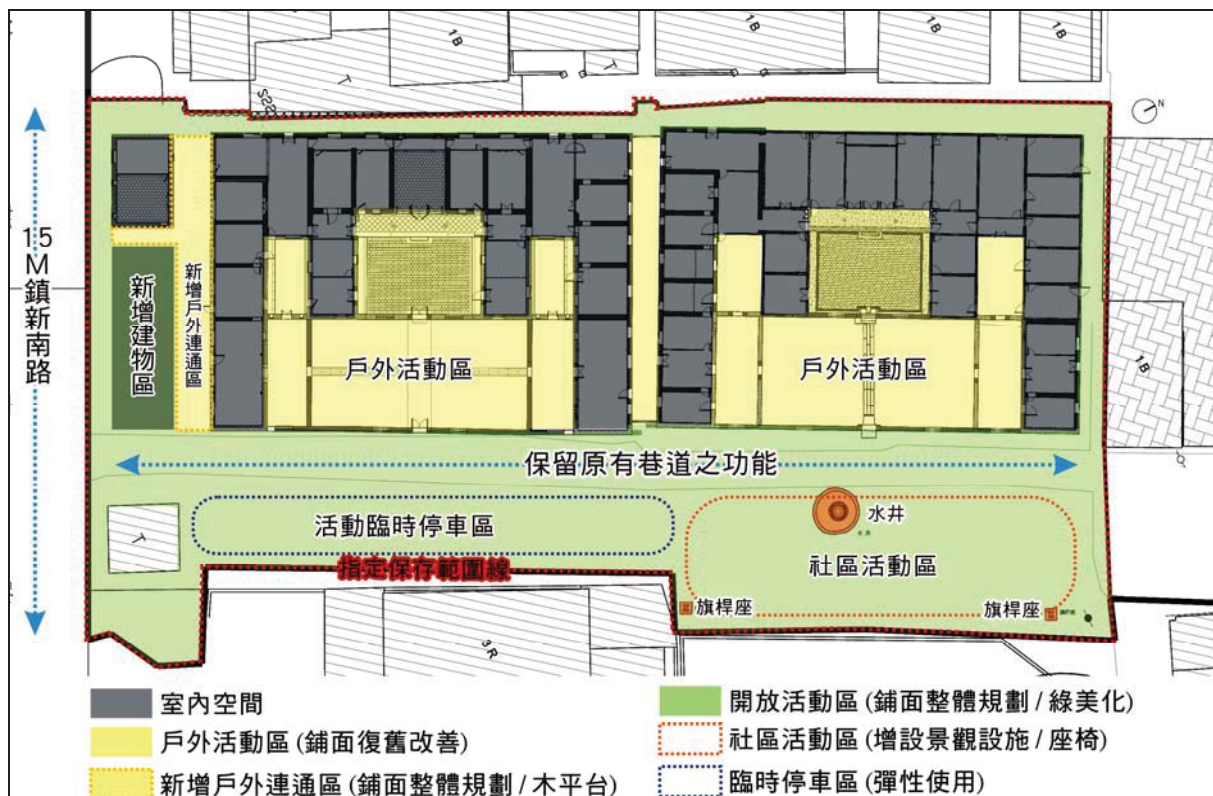 1B
1B
1B
1B
T
T
S22
N
15M鎮新南路
新增建物區
新增戶外連通區
戶外活動區
戶外活動區
1B
保留原有巷道之功能
活動臨時停車區
水井
T
指定保存範圍線
社區活動區
旗桿座
旗桿座
3R
室內空間
開放活動區 (鋪面整體規劃 / 綠美化)
戶外活動區 (鋪面復舊改善)
社區活動區 (增設景觀設施 / 座椅)
新增戶外連通區 (鋪面整體規劃 / 木平台)
臨時停車區 (彈性使用)